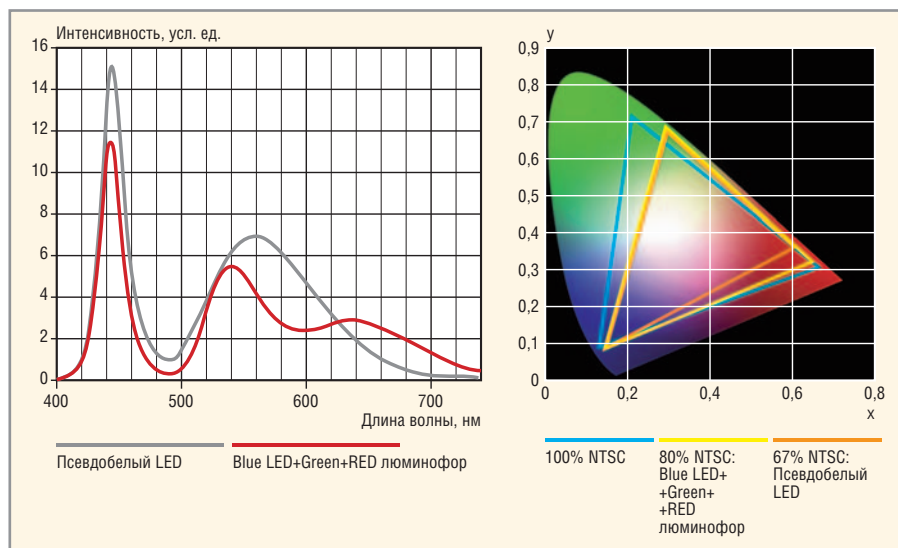 Интенсивность, усл. ед.
16
14
12
10
8
6
4
2
0
400
500
600
700
Длина волны, нм
Псевдобелый LED
Blue LED+Green+RED люминофор
y
0,9
0,8
0,7
0,6
0,5
0,4
0,3
0,2
0,1
0
0
0,2
0,4
0,6
0,8
x
100% NTSC
80% NTSC:
Blue LED+
+Green+
+RED
люминофор
67% NTSC:
Псевдобелый
LED